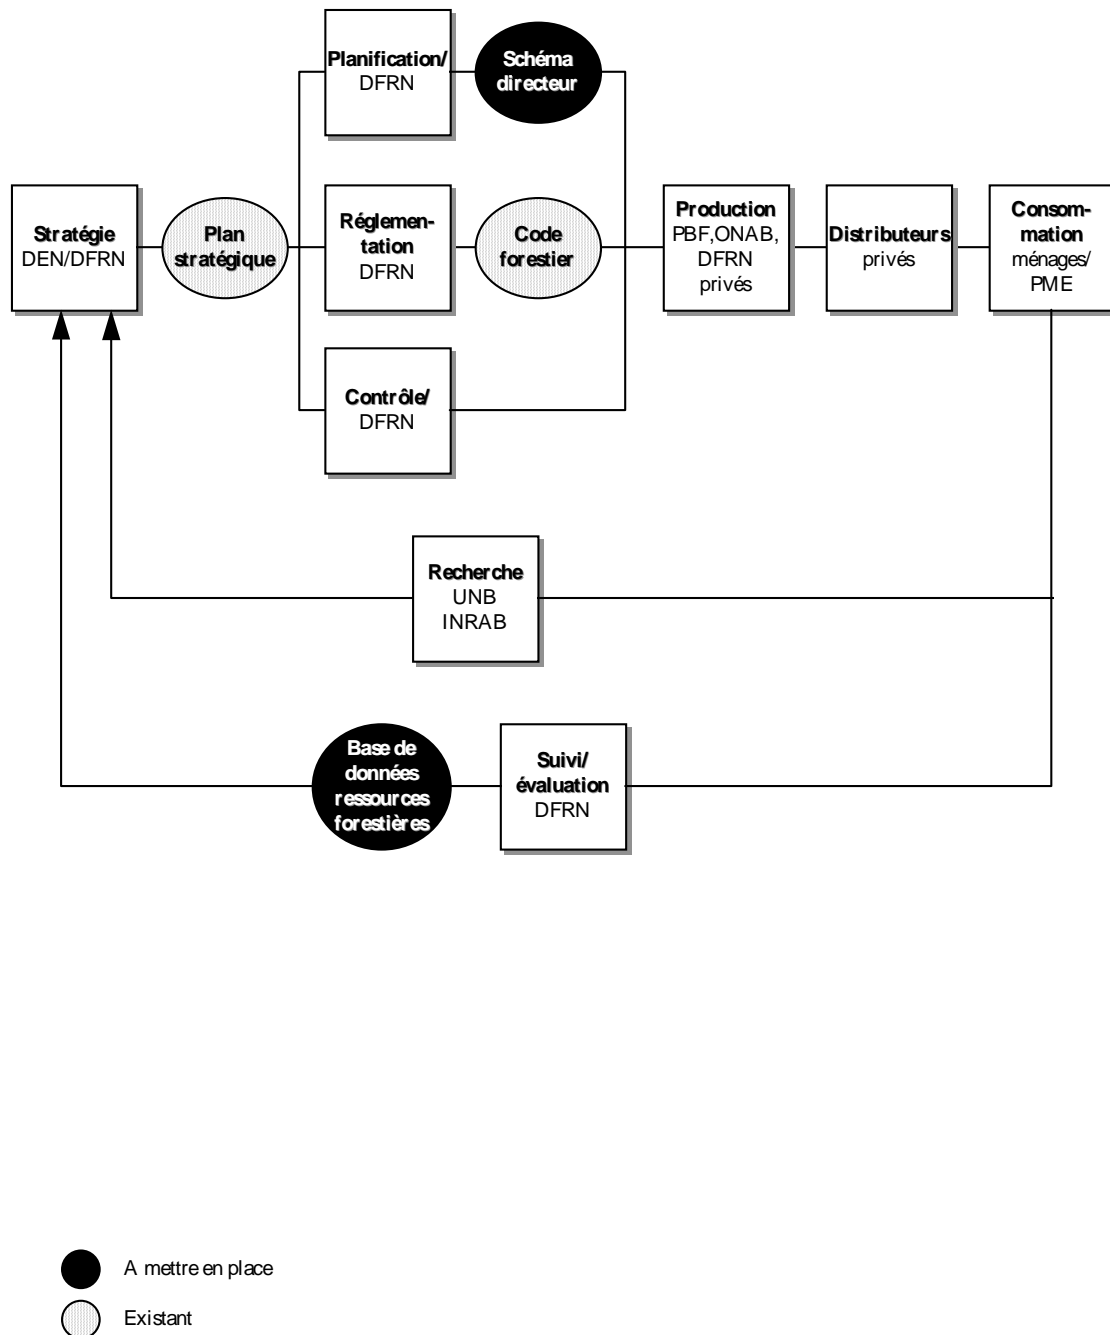 Planification/
DFRN
Schéma
directeur
Stratégie
DEN/DFRN
Plan
stratégique
Réglemen-
tation
DFRN
Code
forestier
Production
PBF,ONAB,
DFRN
privés
Distributeurs
privés
Consom-
mation
ménages/
PME
Contrôle/
DFRN
Recherche
UNB
INRAB
Base de
données
ressources
forestières
Suivi/
évaluation
DFRN
A mettre en place
Existant